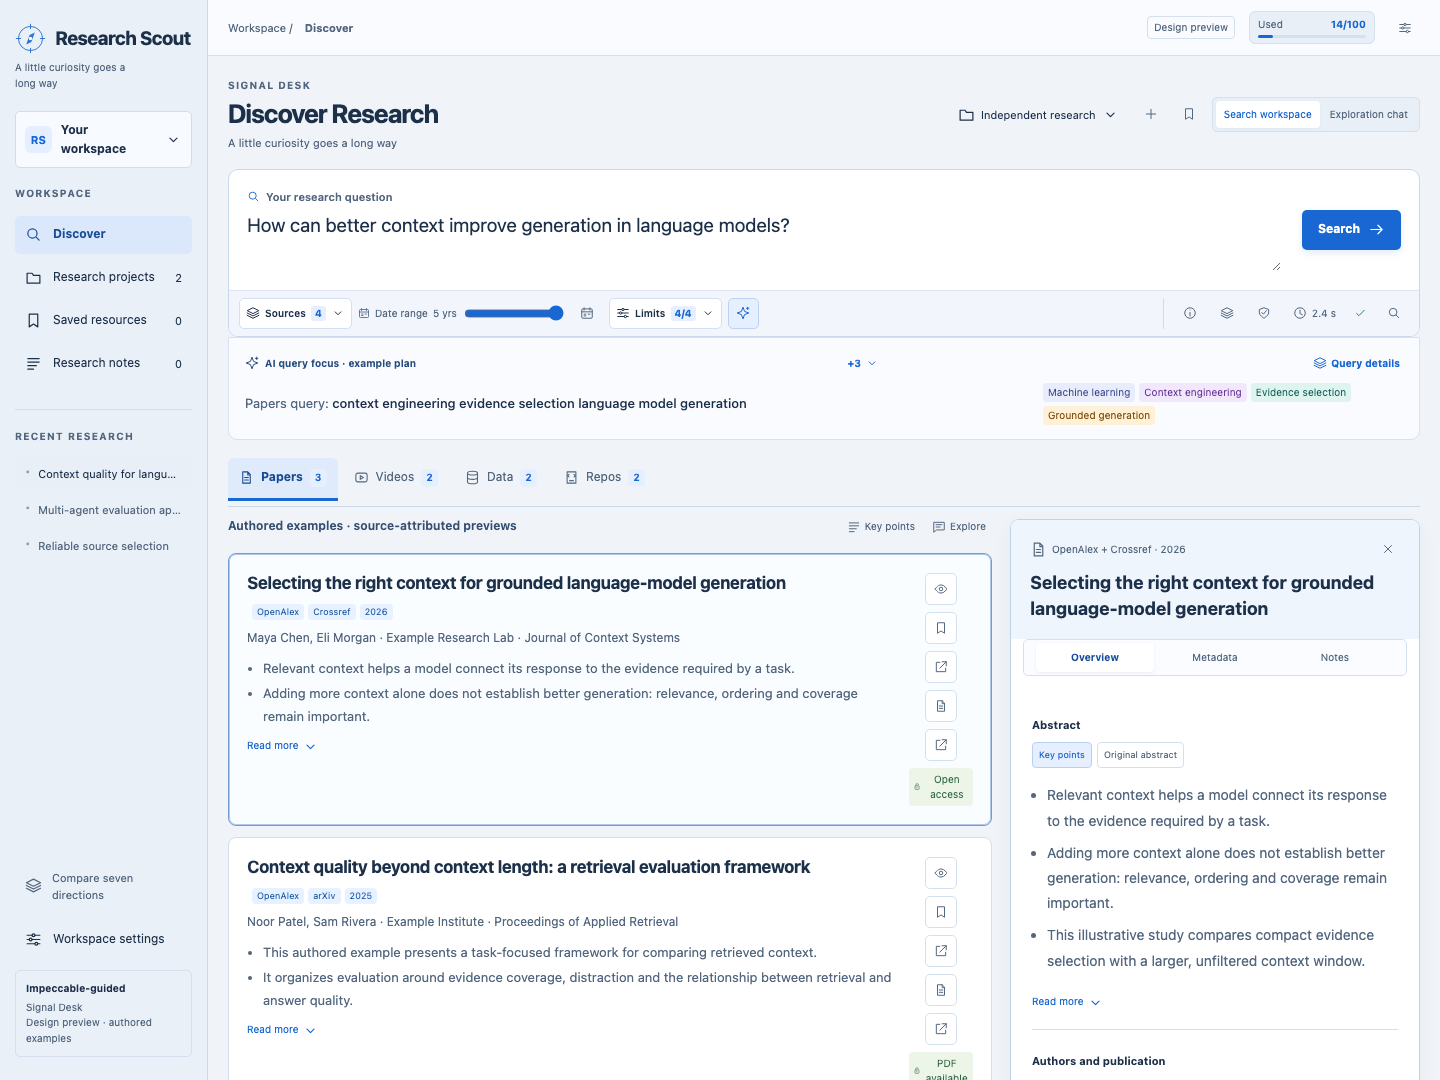 Research Scout
A little curiosity goes a
long way
RS
Your
workspace
WORKSPACE
Discover
Research projects 2
Saved resources 0
Research notes 0
RECENT RESEARCH
Context quality for langu...
Multi-agent evaluation ap...
Reliable source selection
Compare seven
directions
Workspace settings
Impeccable-guided
Signal Desk
Design preview · authored
examples
Workspace / Discover
Design preview
Used 14/100
SIGNAL DESK
Discover Research
A little curiosity goes a long way
Independent research
Search workspace
Exploration chat
Your research question
How can better context improve generation in language models?
Search
Sources 4
Date range 5 yrs
Limits 4/4
2.4 s
AI query focus · example plan
+3
Query details
Papers query: context engineering evidence selection language model generation
Machine learning
Context engineering
Evidence selection
Grounded generation
Papers 3
Videos 2
Data 2
Repos 2
Authored examples · source-attributed previews
Key points
Explore
Selecting the right context for grounded language-model generation
OpenAlex
Crossref
2026
Maya Chen, Eli Morgan · Example Research Lab · Journal of Context Systems
• Relevant context helps a model connect its response to the evidence required by a task.
• Adding more context alone does not establish better generation: relevance, ordering and coverage
remain important.
Read more
Open
access
Context quality beyond context length: a retrieval evaluation framework
OpenAlex
arXiv
2025
Noor Patel, Sam Rivera · Example Institute · Proceedings of Applied Retrieval
• This authored example presents a task-focused framework for comparing retrieved context.
• It organizes evaluation around evidence coverage, distraction and the relationship between retrieval and
answer quality.
Read more
PDF
available
OpenAlex + Crossref · 2026
Selecting the right context for grounded
language-model generation
Overview
Metadata
Notes
Abstract
Key points
Original abstract
• Relevant context helps a model connect its response
to the evidence required by a task.
• Adding more context alone does not establish better
generation: relevance, ordering and coverage remain
important.
• This illustrative study compares compact evidence
selection with a larger, unfiltered context window.
Read more
Authors and publication